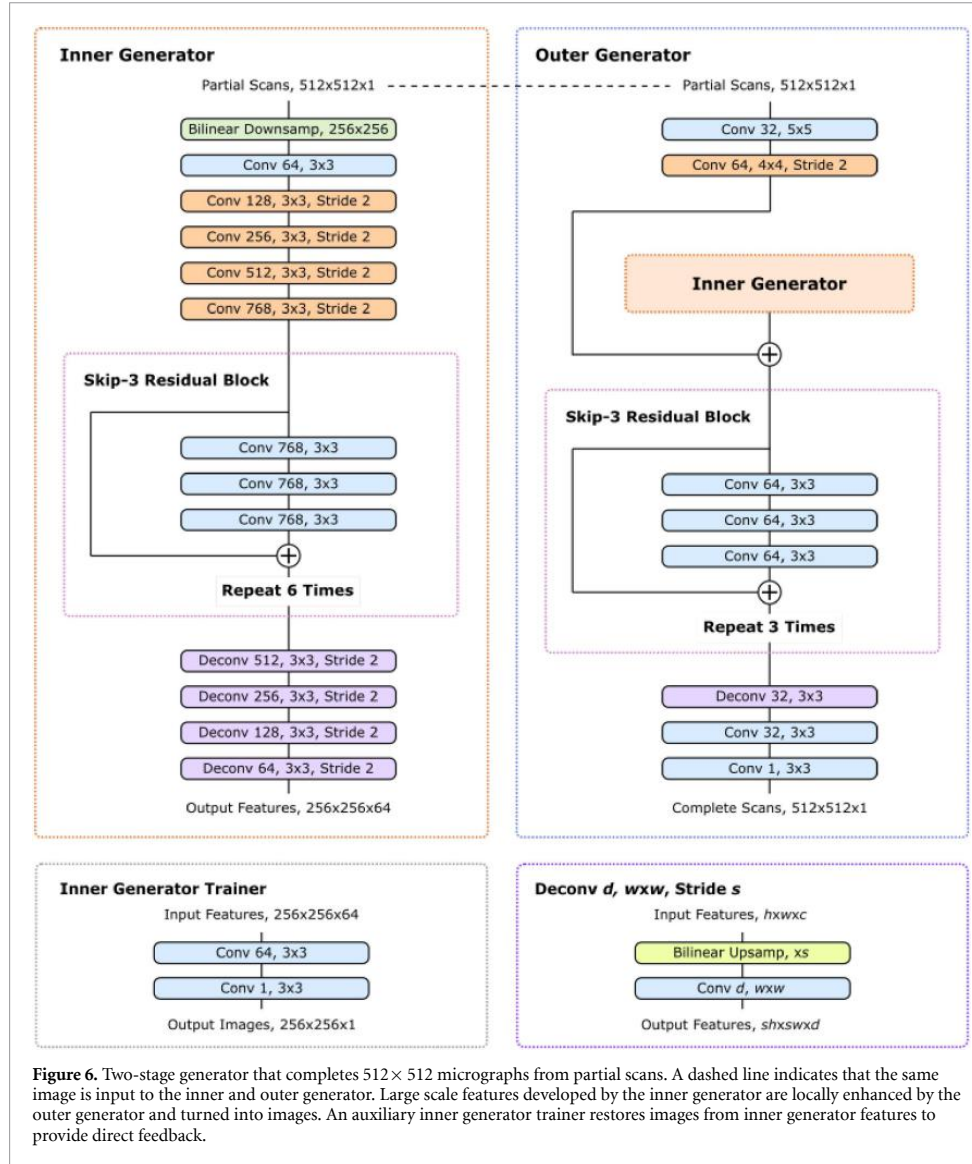 Inner Generator
Partial Scans, 512x512x1
Bilinear Downsamp, 256x256
Conv 64, 3x3
Conv 128, 3x3, Stride 2
Conv 256, 3x3, Stride 2
Conv 512, 3x3, Stride 2
Conv 768, 3x3, Stride 2
Skip-3 Residual Block
Conv 768, 3x3
Conv 768, 3x3
Conv 768, 3x3
+
Repeat 6 Times
Deconv 512, 3x3, Stride 2
Deconv 256, 3x3, Stride 2
Deconv 128, 3x3, Stride 2
Deconv 64, 3x3, Stride 2
Output Features, 256x256x64
Outer Generator
Partial Scans, 512x512x1
Conv 32, 5x5
Conv 64, 4x4, Stride 2
Inner Generator
+
Skip-3 Residual Block
Conv 64, 3x3
Conv 64, 3x3
Conv 64, 3x3
+
Repeat 3 Times
Deconv 32, 3x3
Conv 32, 3x3
Conv 1, 3x3
Complete Scans, 512x512x1
Inner Generator Trainer
Input Features, 256x256x64
Conv 64, 3x3
Conv 1, 3x3
Output Images, 256x256x1
Deconv d, wxw, Stride s
Input Features, hxwxc
Bilinear Upsamp, xs
Conv d, wxw
Output Features, shxswxd
Figure 6. Two-stage generator that completes 512× 512 micrographs from partial scans. A dashed line indicates that the same
image is input to the inner and outer generator. Large scale features developed by the inner generator are locally enhanced by the
outer generator and turned into images. An auxiliary inner generator trainer restores images from inner generator features to
provide direct feedback.